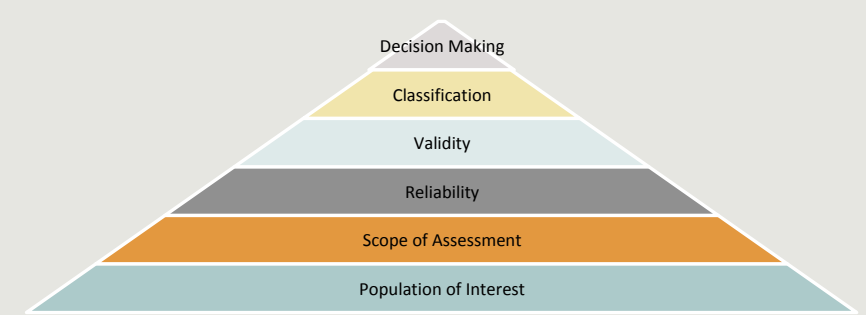 Decision Making
Classification
Validity
Reliability
Scope of Assessment
Population of Interest